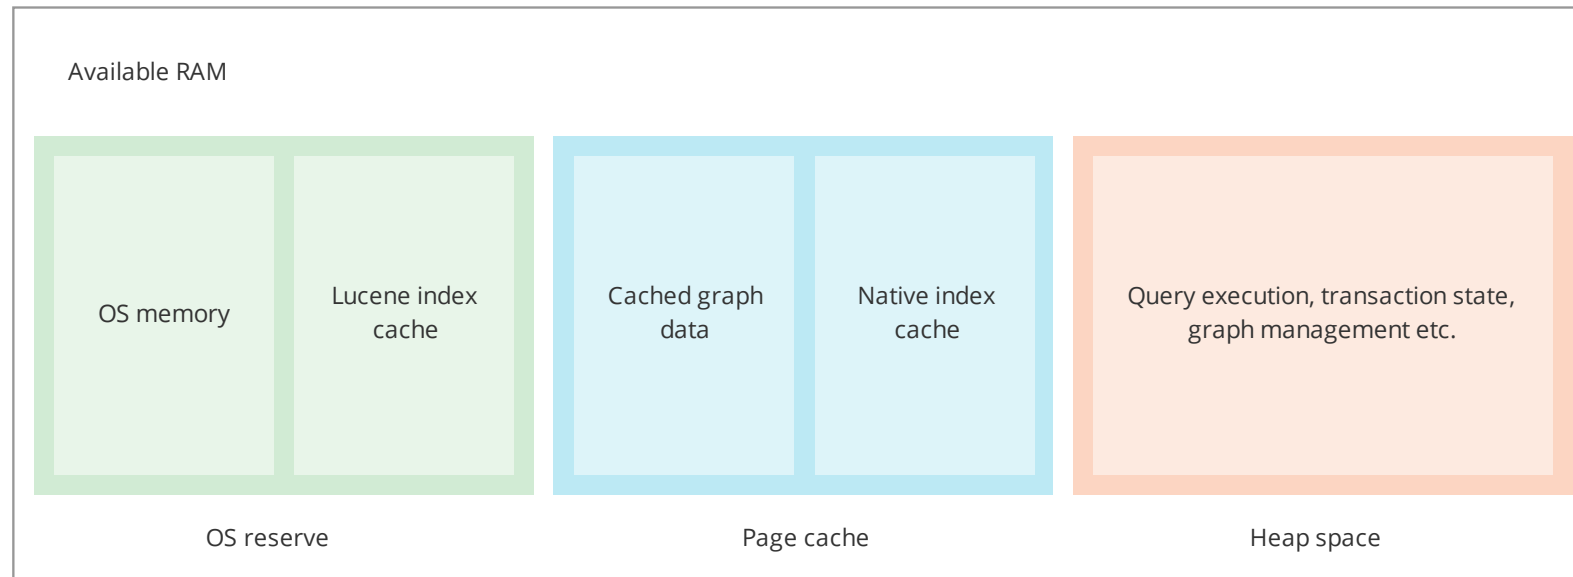 Available RAM
OS memory
Lucene index
cache
Cached graph
data
Native index
cache
Query execution, transaction state,
graph management etc.
OS reserve
Page cache
Heap space